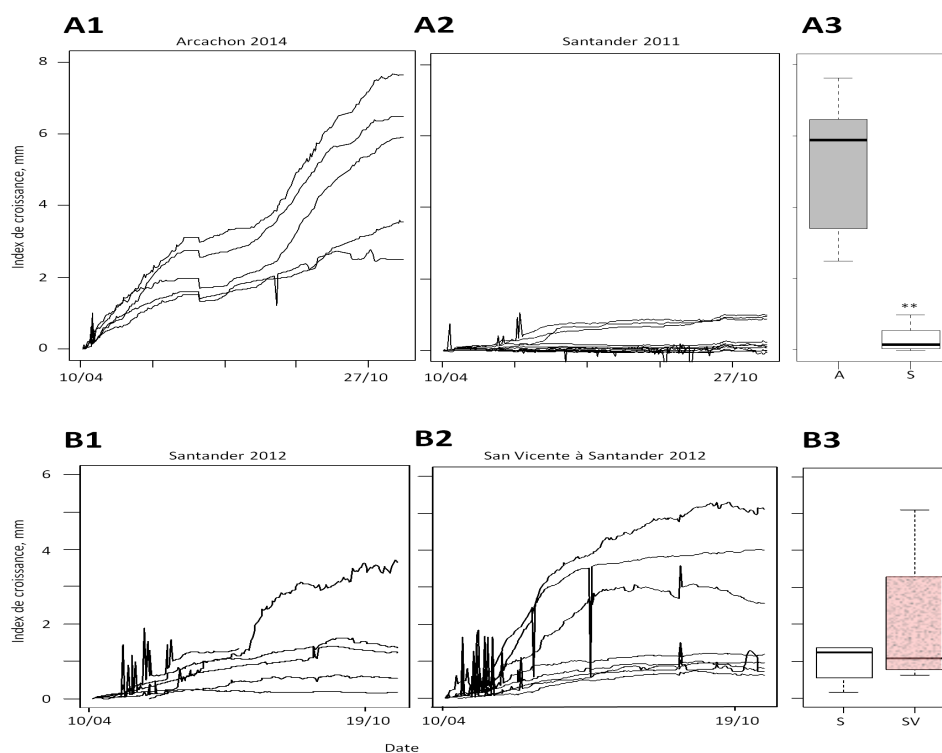 A1
A2
A3
Arcachon 2014
Santander 2011
Index de croissance, mm
8
6
4
2
0
10/04
27/10
10/04
27/10
**
A
S
B1
B2
B3
Santander 2012
San Vicente à Santander 2012
Index de croissance, mm
6
4
2
0
10/04
19/10
10/04
19/10
S
SV
Date